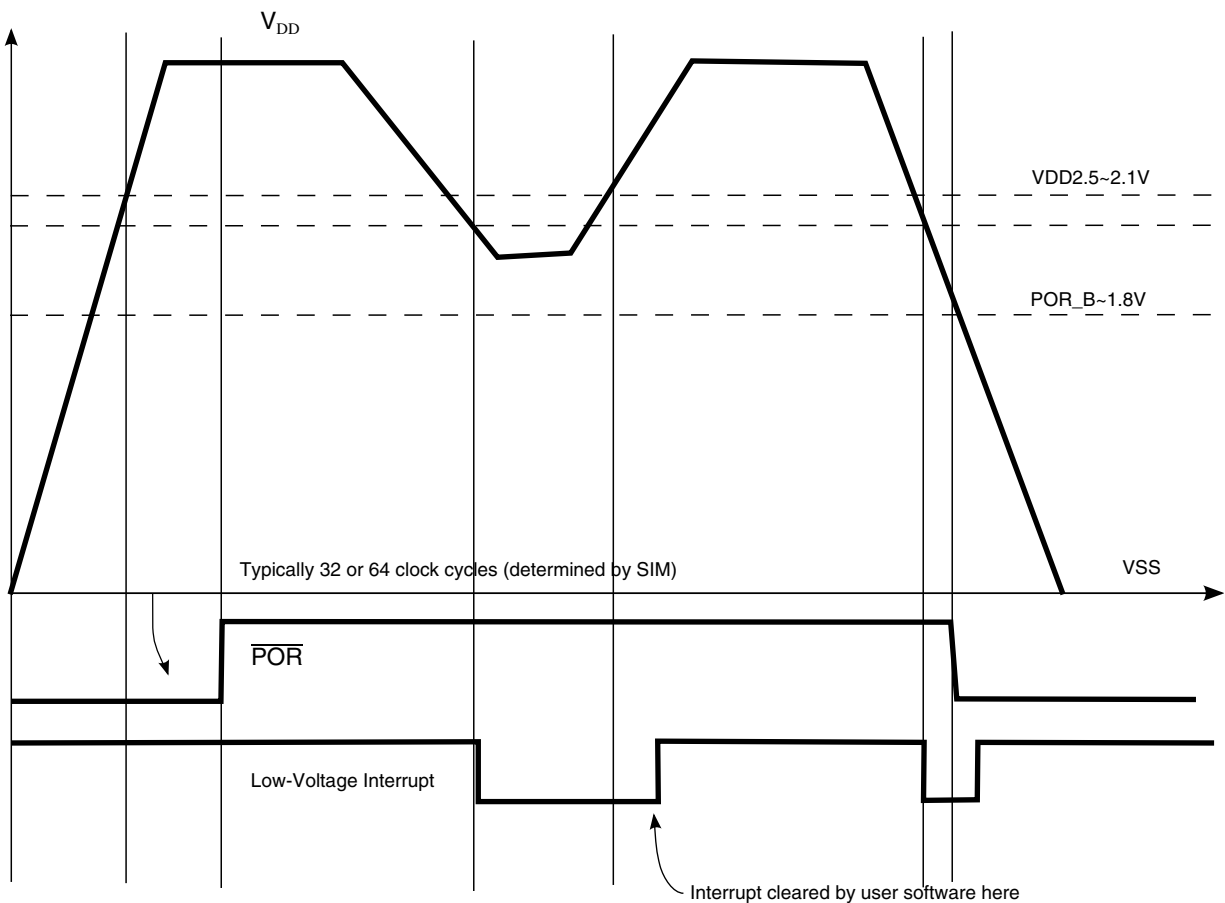 VDD
VDD2.5~2.1V
POR_B~1.8V
Typically 32 or 64 clock cycles (determined by SIM)
VSS
POR
Low-Voltage Interrupt
Interrupt cleared by user software here